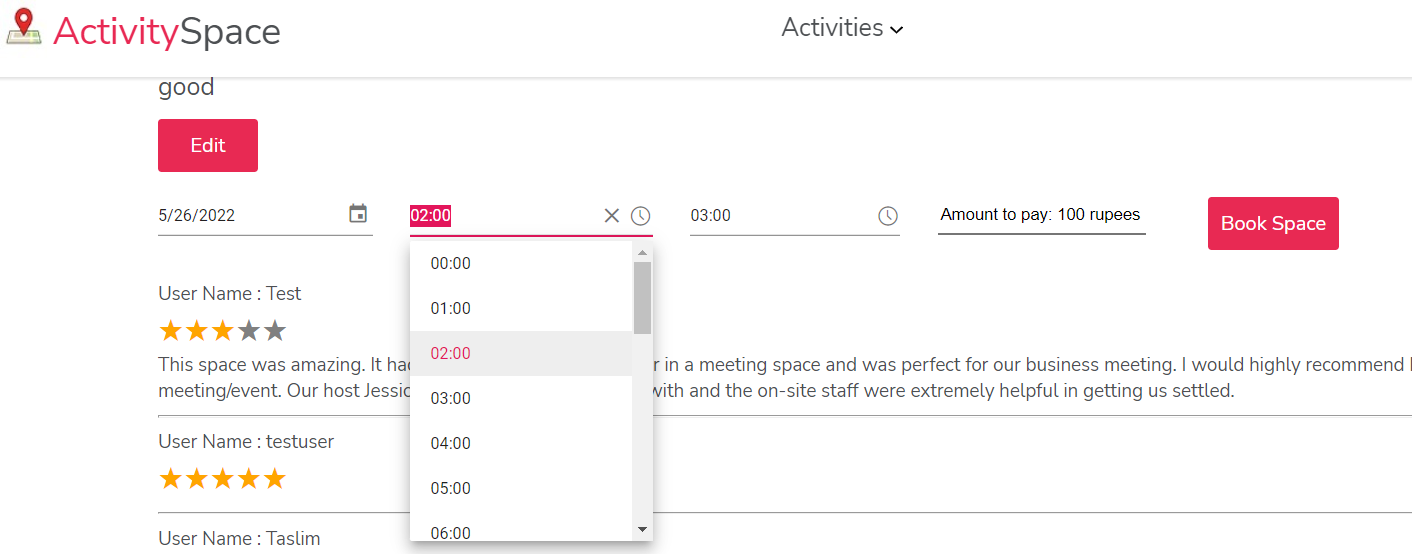 ActivitySpace
Activities
good
Edit
5/26/2022
02:00
03:00
Amount to pay: 100 rupees
Book Space
00:00
01:00
02:00
03:00
04:00
05:00
06:00
User Name : Test
This space was amazing. It had in a meeting space and was perfect for our business meeting. I would highly recommend
meeting/event. Our host with and the on-site staff were extremely helpful in getting us settled.
User Name : testuser
User Name : Taslim